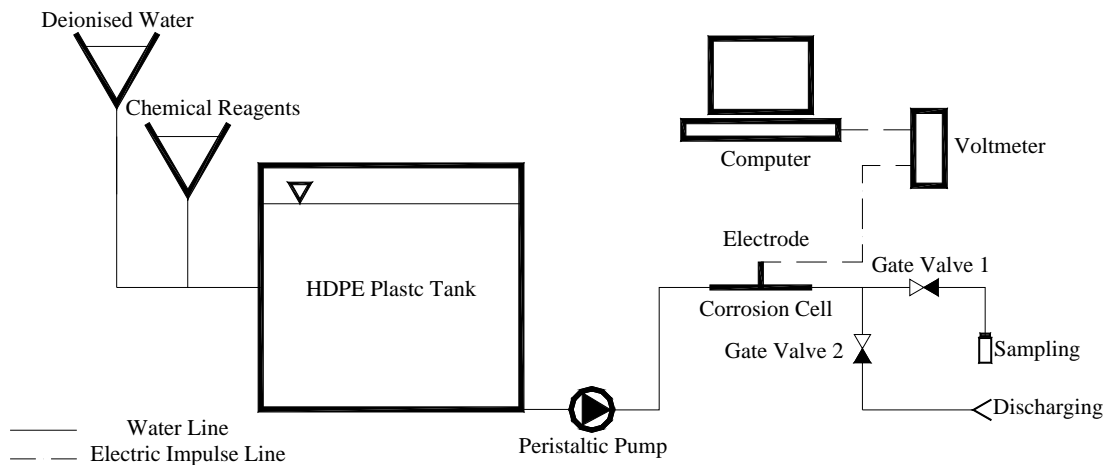 Deionised Water
Chemical Reagents
Computer
Voltmeter
Electrode
Gate Valve 1
HDPE Plastc Tank
Corrosion Cell
Gate Valve 2
Sampling
Discharging
Peristaltic Pump
Water Line
Electric Impulse Line